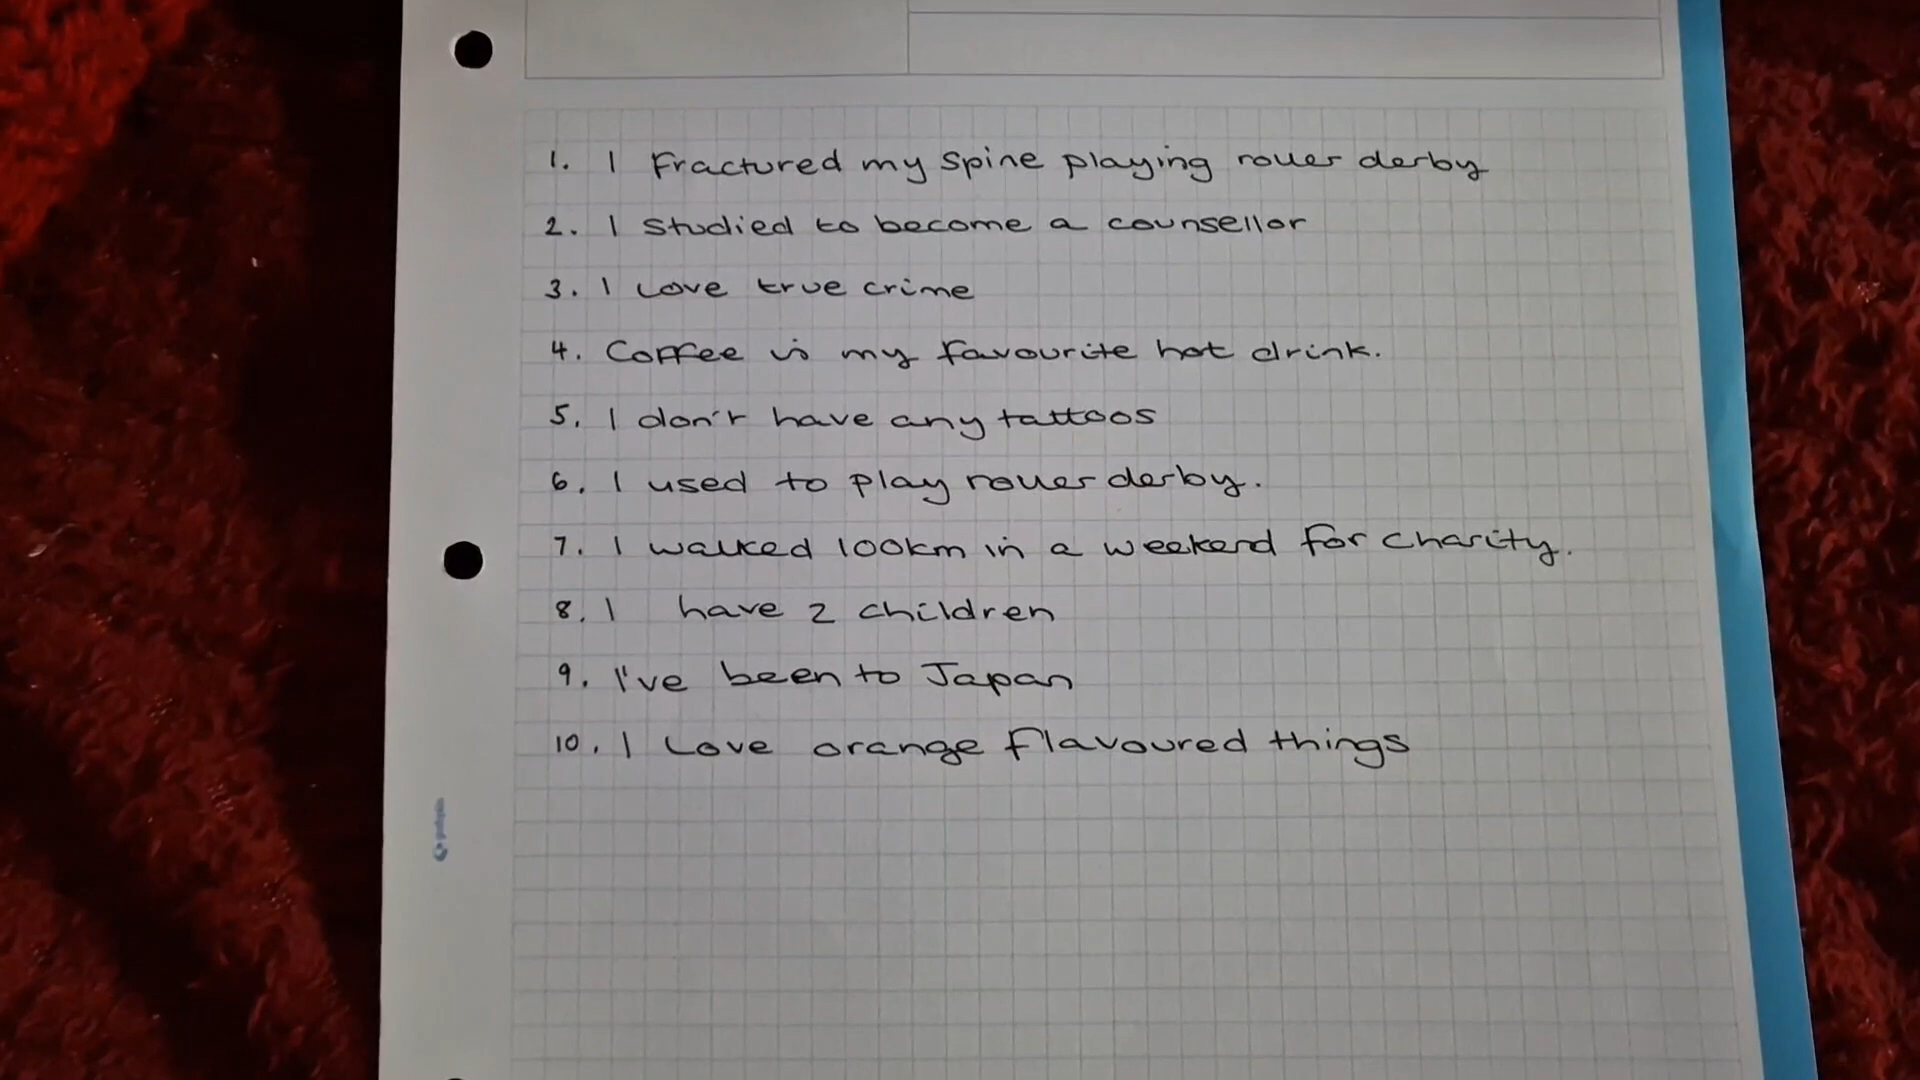 1. I Fractured my spine playing roller derby
2. I studied to become a counsellor
3. I love true crime
4. Coffee is my favourite hot drink.
5. I don't have any tattoos
6. I used to play roller derby.
7. I walked 100km in a weekend for charity.
8. I have 2 children
9. I've been to Japan
10. I love orange flavoured things